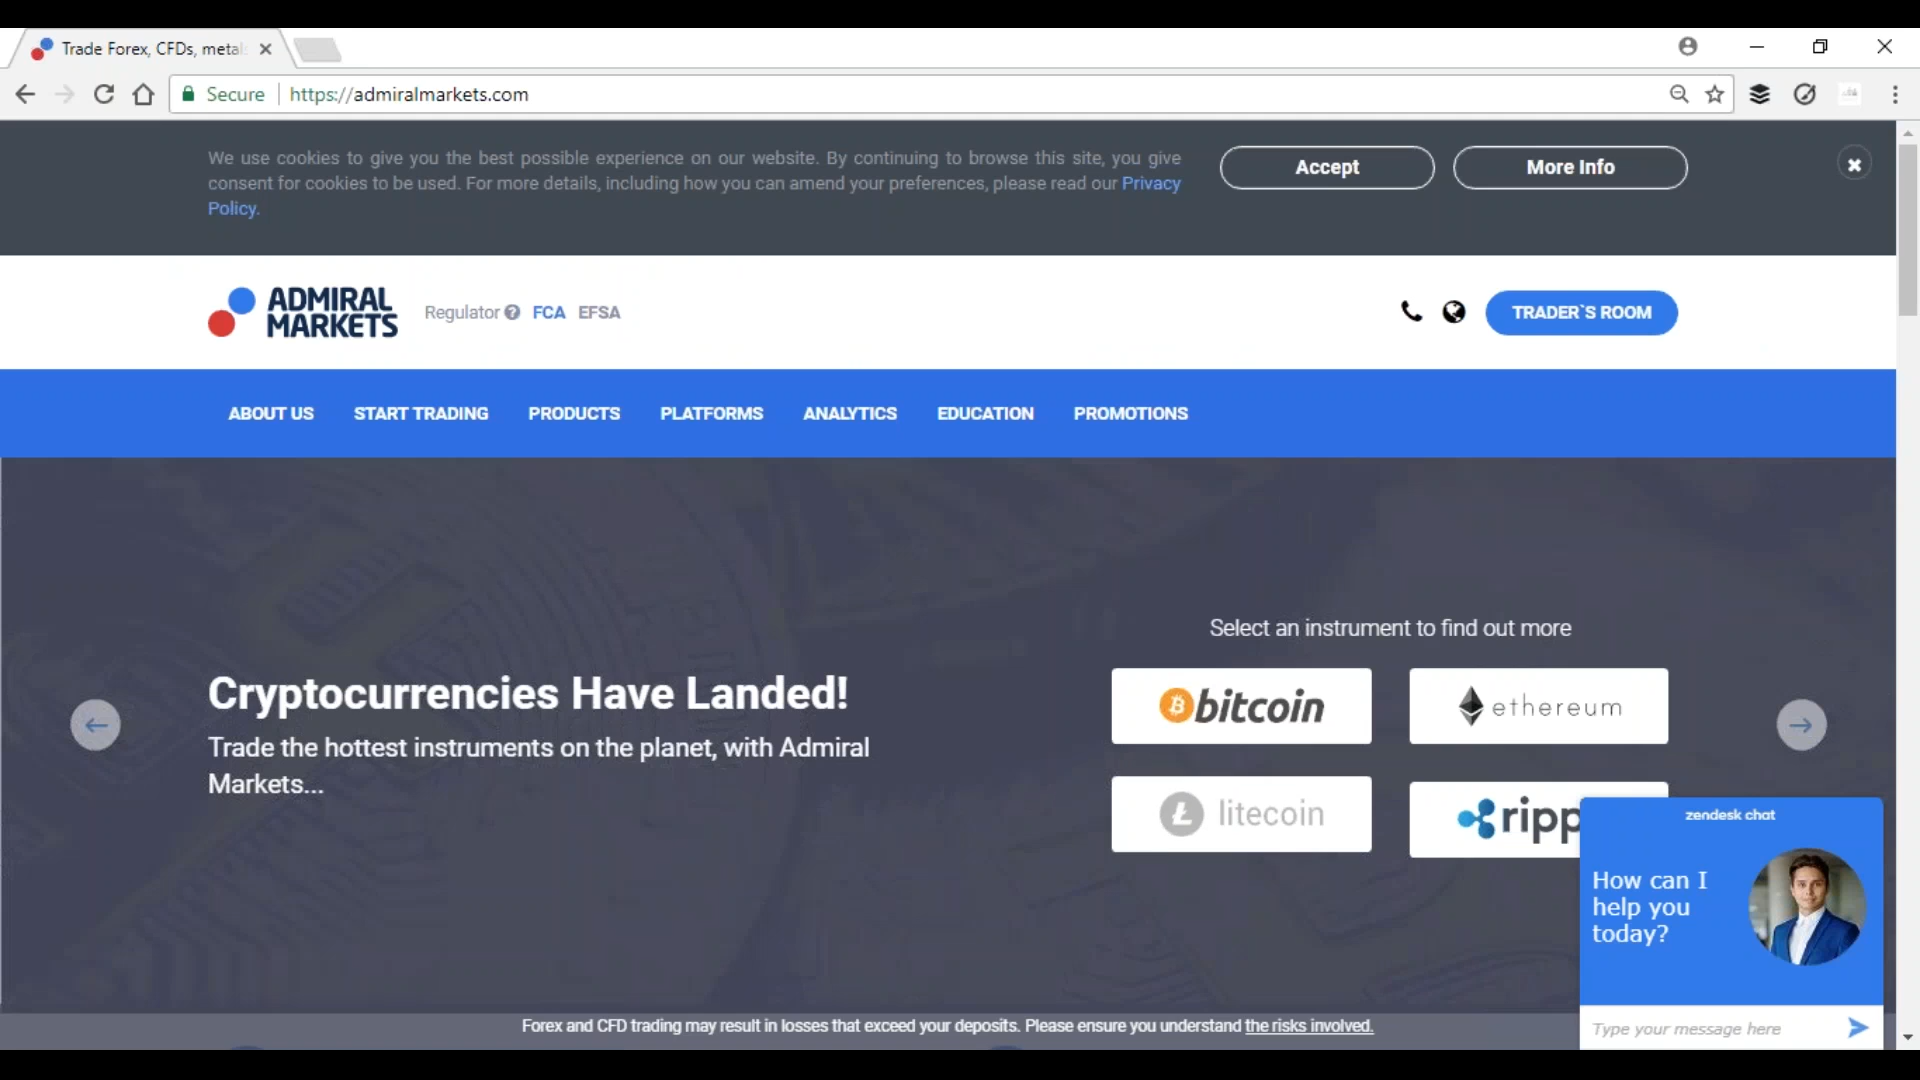 Trade Forex, CFDs, metal
Secure https://admiralmarkets.com
We use cookies to give you the best possible experience on our website. By continuing to browse this site, you give
consent for cookies to be used. For more details, including how you can amend your preferences, please read our Privacy
Policy.
Accept
More Info
ADMIRAL
MARKETS
Regulator ? FCA EFSA
TRADER`S ROOM
ABOUT US START TRADING PRODUCTS PLATFORMS ANALYTICS EDUCATION PROMOTIONS
Select an instrument to find out more
Cryptocurrencies Have Landed!
Trade the hottest instruments on the planet, with Admiral
Markets...
bitcoin
ethereum
litecoin
ripp
zendesk chat
How can I
help you
today?
Forex and CFD trading may result in losses that exceed your deposits. Please ensure you understand the risks involved.
Type your message here